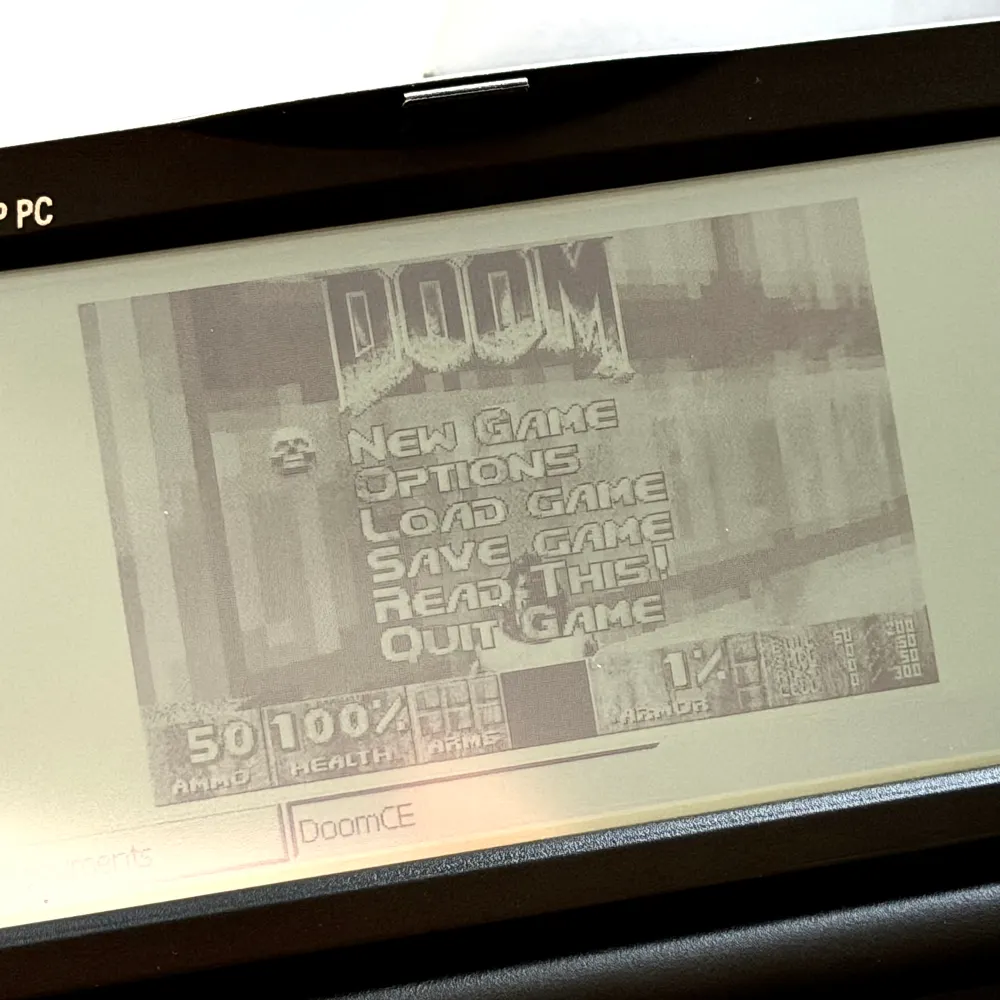 P PC
DOOM
New Game
Options
Load Game
Save Game
Read This!
Quit Game
50 100% 1%
AMMO HEALTH ARMS ARMOR
DoomCE